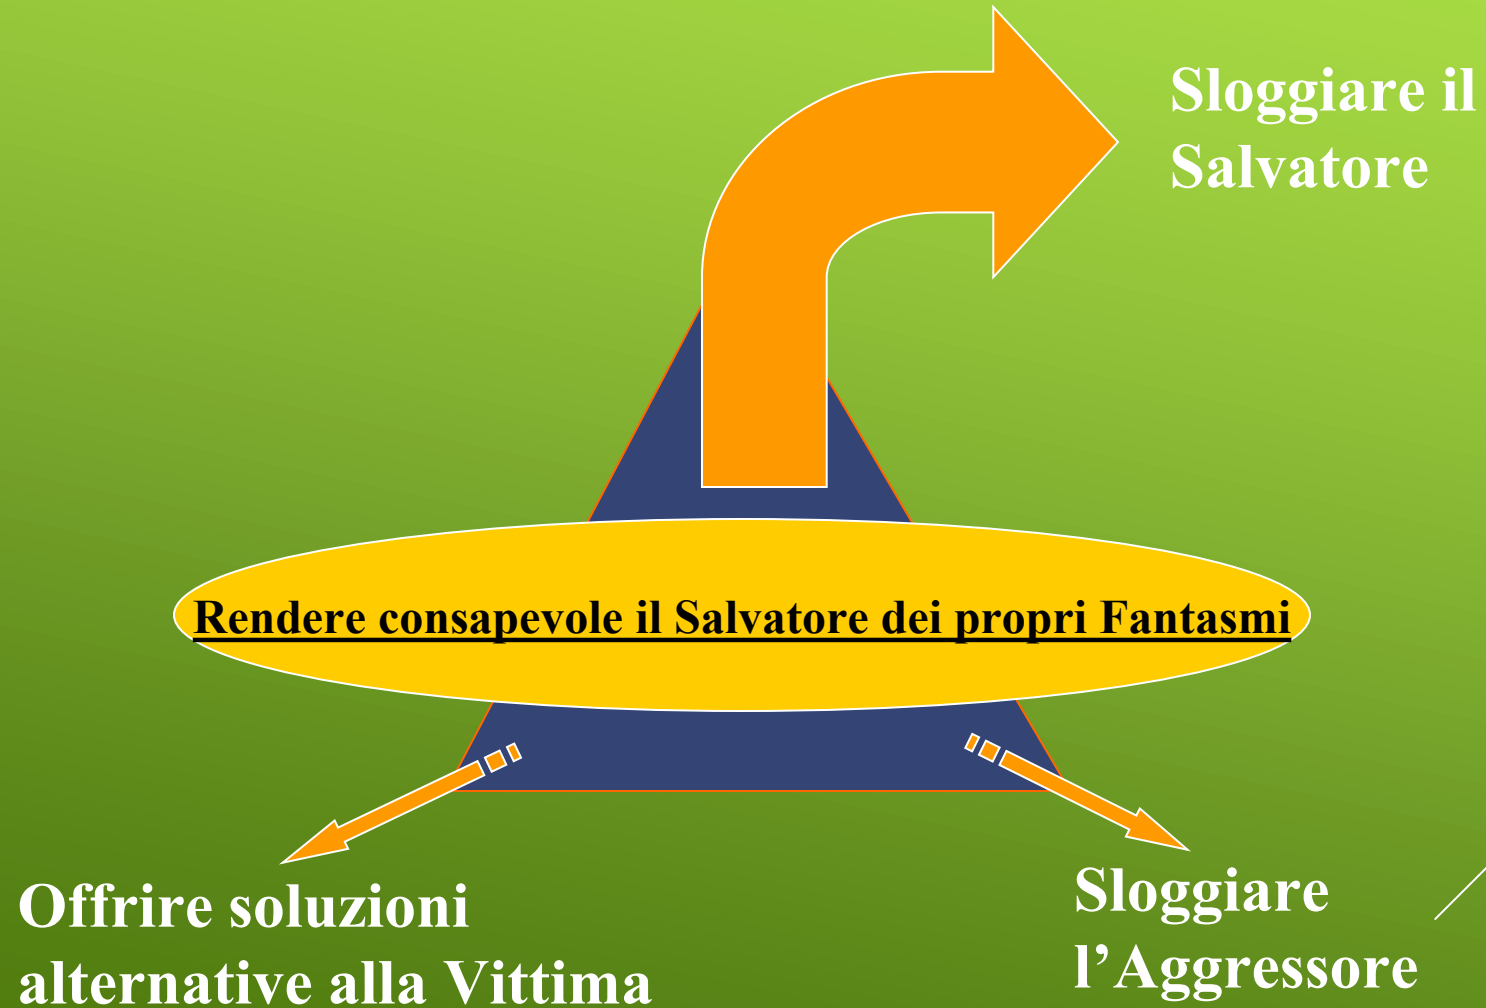 Sloggiare il
Salvatore
Rendere consapevole il Salvatore dei propri Fantasmi
Offrire soluzioni
alternative alla Vittima
Sloggiare
l’Aggressore